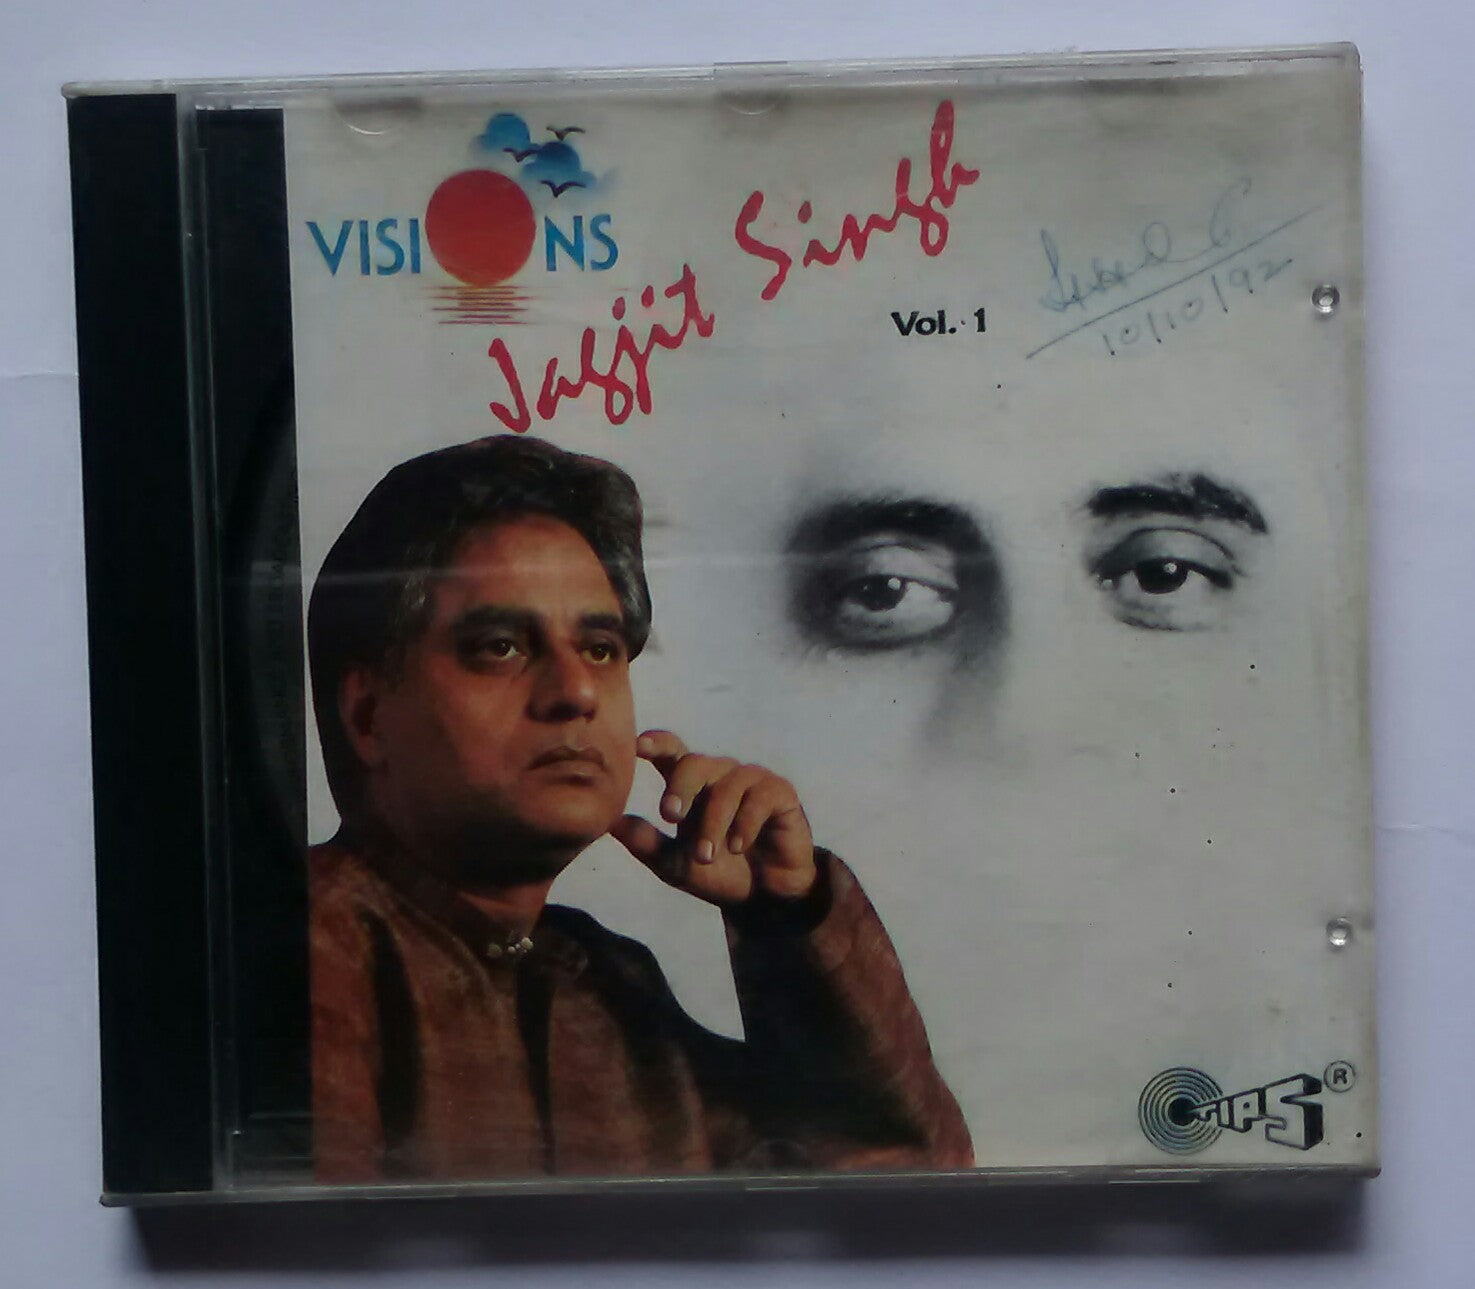 VISIONS
Jagjit Singh
Vol. 1
10/10/92
TIPS ®